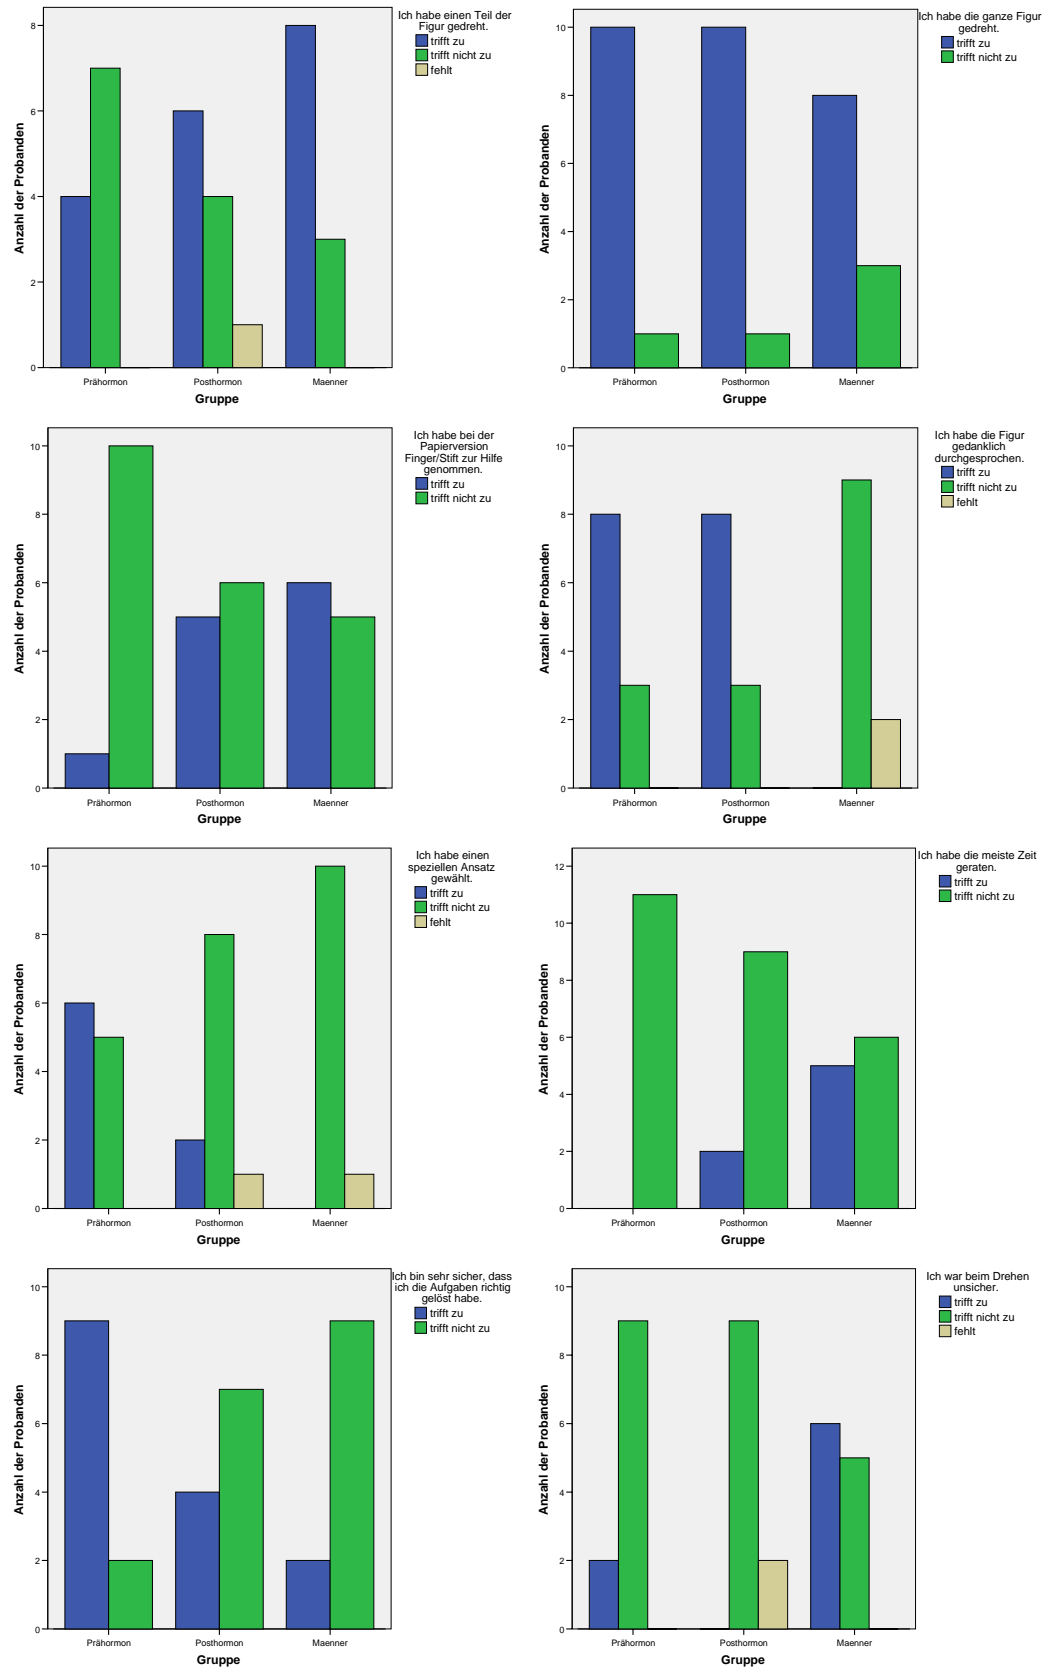 Ich habe einen Teil der
Figur gedreht.
trifft zu
trifft nicht zu
fehlt
8
6
4
2
0
Anzahl der Probanden
Prähormon
Posthormon
Maenner
Gruppe
Ich habe die ganze Figur
gedreht.
trifft zu
trifft nicht zu
10
8
6
4
2
0
Anzahl der Probanden
Prähormon
Posthormon
Maenner
Gruppe
Ich habe bei der
Papierversion
Finger/Stift zur Hilfe
genommen.
trifft zu
trifft nicht zu
10
8
6
4
2
0
Anzahl der Probanden
Prähormon
Posthormon
Maenner
Gruppe
Ich habe die Figur
gedanklich
durchgesprochen.
trifft zu
trifft nicht zu
fehlt
10
8
6
4
2
0
Anzahl der Probanden
Prähormon
Posthormon
Maenner
Gruppe
Ich habe einen
speziellen Ansatz
gewählt.
trifft zu
trifft nicht zu
fehlt
10
8
6
4
2
0
Anzahl der Probanden
Prähormon
Posthormon
Maenner
Gruppe
Ich habe die meiste Zeit
geraten.
trifft zu
trifft nicht zu
12
10
8
6
4
2
0
Anzahl der Probanden
Prähormon
Posthormon
Maenner
Gruppe
Ich bin sehr sicher, dass
ich die Aufgaben richtig
gelöst habe.
trifft zu
trifft nicht zu
10
8
6
4
2
0
Anzahl der Probanden
Prähormon
Posthormon
Maenner
Gruppe
Ich war beim Drehen
unsicher.
trifft zu
trifft nicht zu
fehlt
10
8
6
4
2
0
Anzahl der Probanden
Prähormon
Posthormon
Maenner
Gruppe